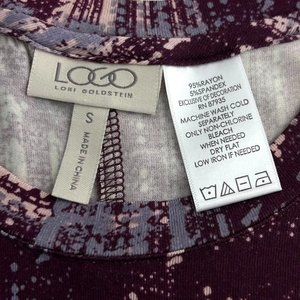 LOGO
LORI GOLDSTEIN
S
MADE IN CHINA
95%RAYON
5%SPANDEX
EXCLUSIVE OF DECORATION
RN 87935
MACHINE WASH COLD
SEPARATELY
ONLY NON-CHLORINE
BLEACH
WHEN NEEDED
DRY FLAT
LOW IRON IF NEEDED